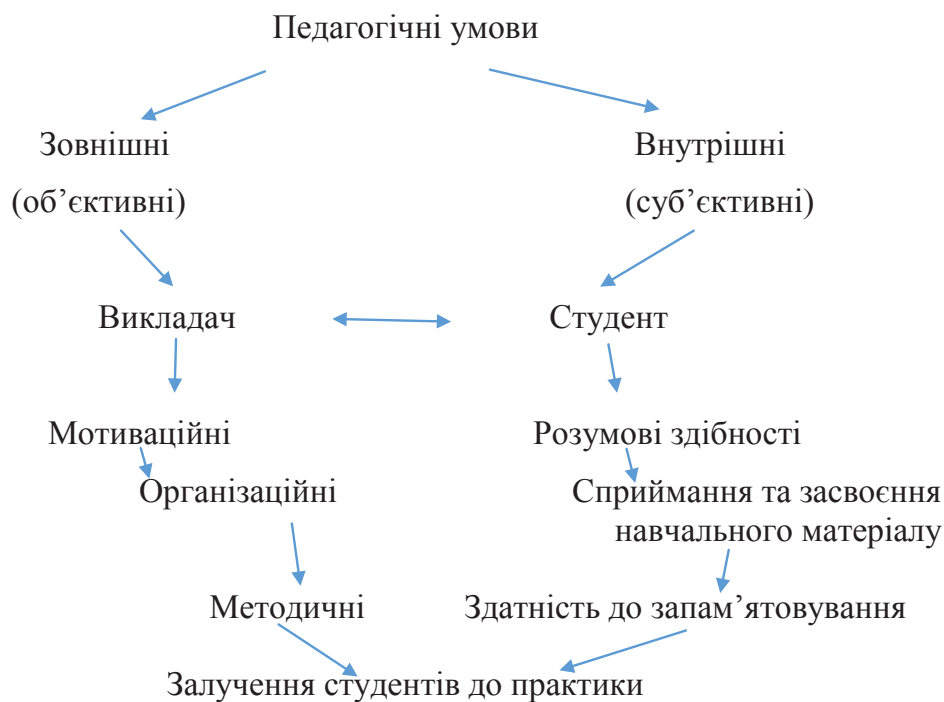 Педагогічні умови
Зовнішні
Внутрішні
(об’єктивні)
(суб’єктивні)
Викладач
Студент
Мотиваційні
Розумові здібності
Організаційні
Сприймання та засвоєння
навчального матеріалу
Методичні
Здатність до запам’ятовування
Залучення студентів до практики